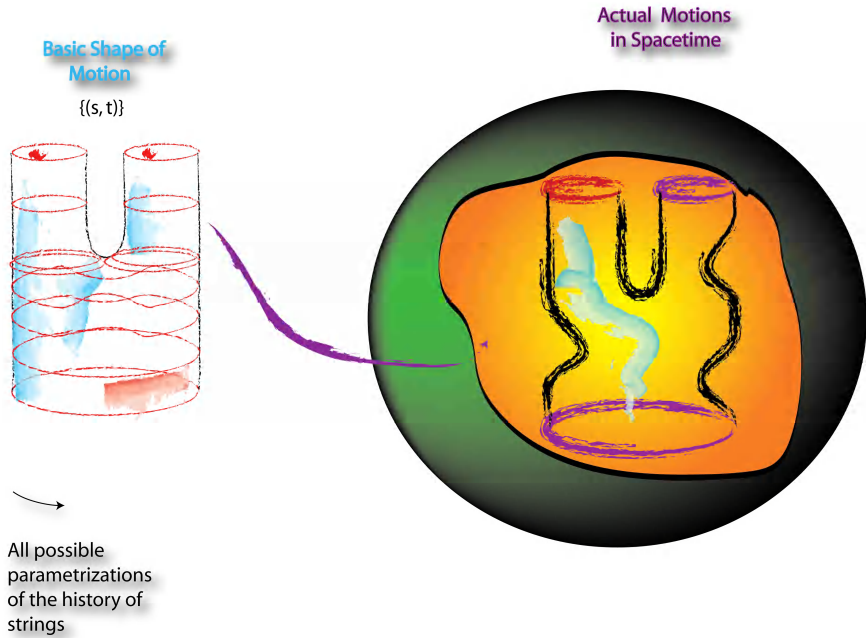 Basic Shape of
Motion
{(s, t)}
Actual Motions
in Spacetime
All possible
parametrizations
of the history of
strings